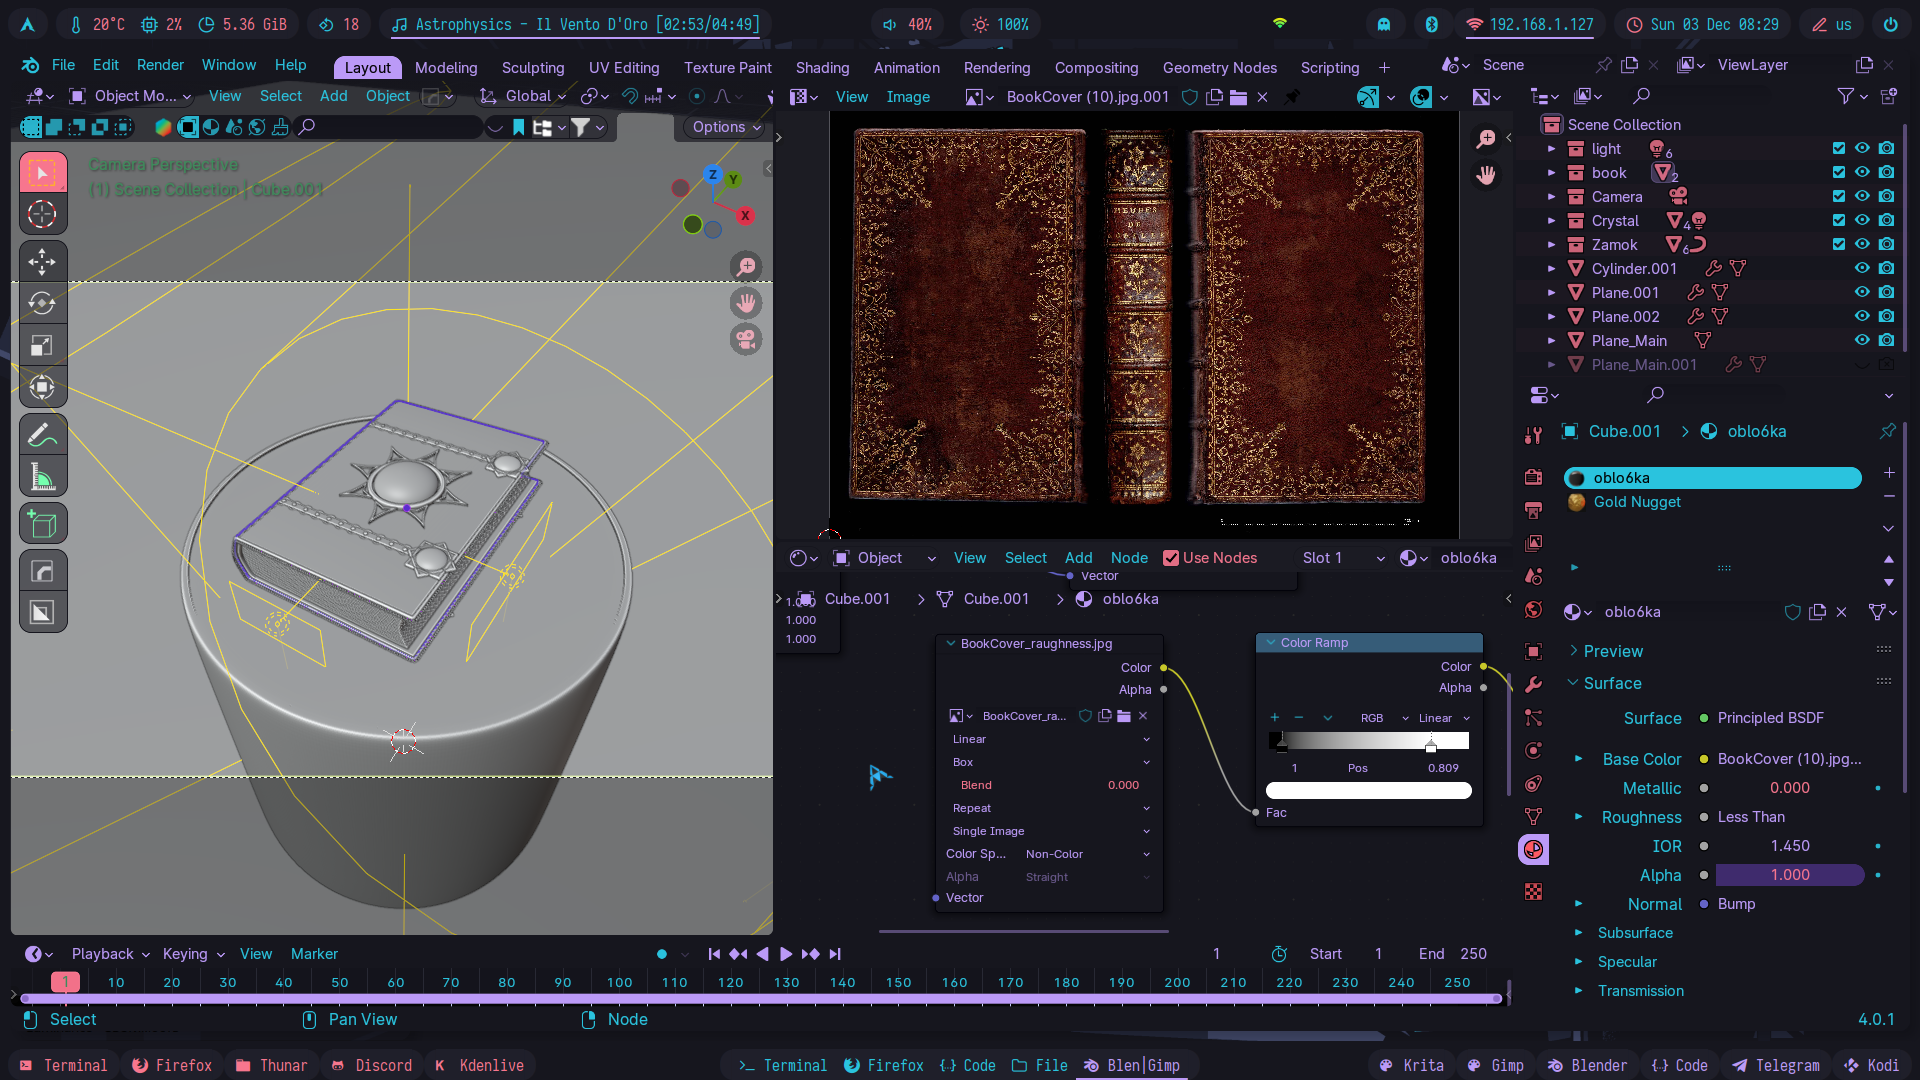 20°C 2% 5.36 GiB 18 Astrophysics - Il Vento D'Oro [02:53/04:49] 40% 100% 192.168.1.127 Sun 03 Dec 08:29 us
File Edit Render Window Help Layout Modeling Sculpting UV Editing Texture Paint Shading Animation Rendering Compositing Geometry Nodes Scripting + Scene ViewLayer
Object Mo... View Select Add Object Global View Image BookCover (10).jpg.001
Options
Camera Perspective
(1) Scene Collection | Cube.001
Z
Y
X
Scene Collection
light 6
book 2
Camera
Crystal 4
Zamok 6
Cylinder.001
Plane.001
Plane.002
Plane_Main
Plane_Main.001
Cube.001 > oblo6ka
oblo6ka
Gold Nugget
oblo6ka
Preview
Surface
Surface Principled BSDF
Base Color BookCover (10).jpg...
Metallic 0.000
Roughness Less Than
IOR 1.450
Alpha 1.000
Normal Bump
Subsurface
Specular
Transmission
Object View Select Add Node Use Nodes Slot 1 oblo6ka
Vector
Cube.001 > Cube.001 > oblo6ka
1.000
1.000
1.000
BookCover_raughness.jpg
Color
Alpha
BookCover_ra...
Linear
Box
Blend 0.000
Repeat
Single Image
Color Sp... Non-Color
Alpha Straight
Vector
Color Ramp
Color
Alpha
+ − RGB Linear
1 Pos 0.809
Fac
Playback Keying View Marker 1 Start 1 End 250
1 10 20 30 40 50 60 70 80 90 100 110 120 130 140 150 160 170 180 190 200 210 220 230 240 250
Select Pan View Node 4.0.1
Terminal Firefox Thunar Discord K Kdenlive Terminal Firefox Code File Blen|Gimp Krita Gimp Blender Code Telegram Kodi